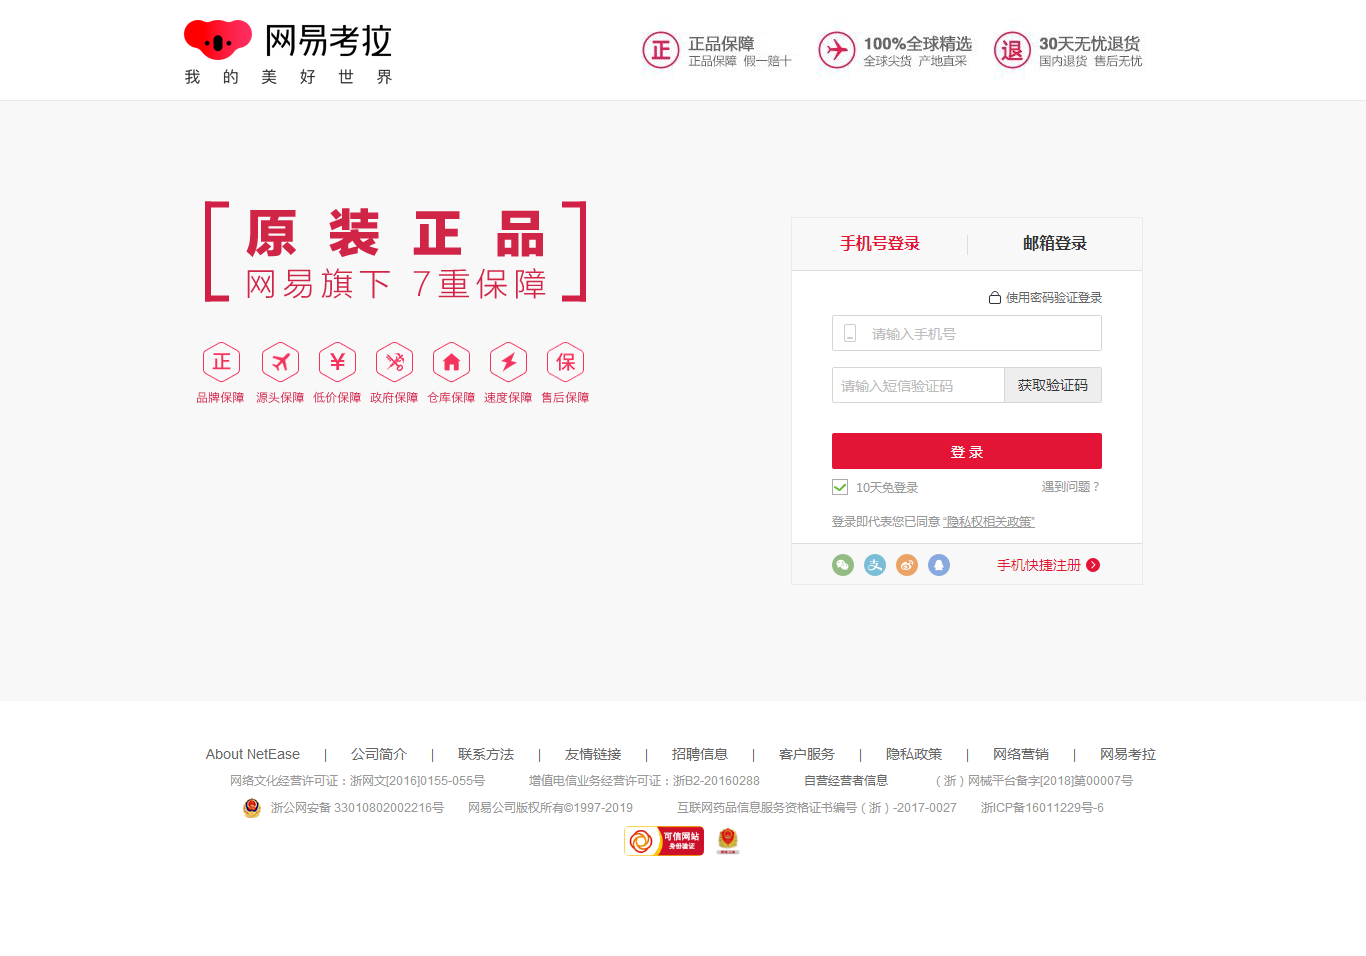 网易考拉
我的美好世界
正 正品保障
正品保障 假一赔十
100%全球精选
全球尖货 产地直采
退 30天无忧退货
国内退货 售后无忧
原装正品
网易旗下 7重保障
正 ¥ 保
品牌保障 源头保障 低价保障 政府保障 仓库保障 速度保障 售后保障
手机号登录 邮箱登录
使用密码验证登录
请输入手机号
请输入短信验证码 获取验证码
登 录
10天免登录 遇到问题？
登录即代表您已同意 “隐私权相关政策”
支 手机快捷注册
About NetEase | 公司简介 | 联系方法 | 友情链接 | 招聘信息 | 客户服务 | 隐私政策 | 网络营销 | 网易考拉
网络文化经营许可证：浙网文[2016]0155-055号 增值电信业务经营许可证：浙B2-20160288 自营经营者信息 （浙）网械平台备字[2018]第00007号
浙公网安备 33010802002216号 网易公司版权所有©1997-2019 互联网药品信息服务资格证书编号（浙）-2017-0027 浙ICP备16011229号-6
可信网站
身份验证